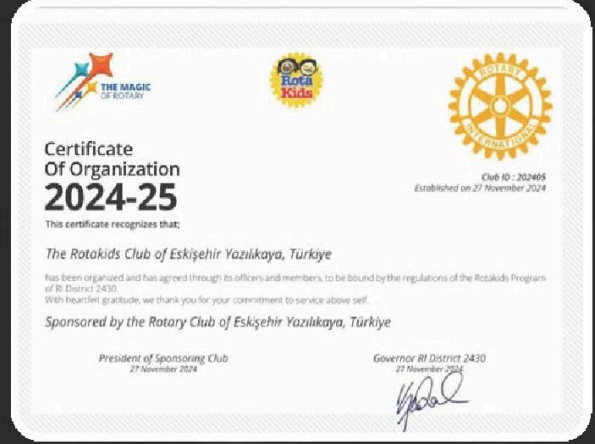 THE MAGIC
OF ROTARY
Rota
Kids
ROTARY
INTERNATIONAL
Certificate
Of Organization
2024-25
Club ID : 202405
Established on 27 November 2024
This certificate recognizes that;
The Rotakids Club of Eskişehir Yazılıkaya, Türkiye
has been organized and has agreed through its officers and members, to be bound by the regulations of the Rotakids Program
of RI District 2430.
With heartfelt gratitude, we thank you for your commitment to service above self.
Sponsored by the Rotary Club of Eskişehir Yazılıkaya, Türkiye
President of Sponsoring Club
27 November 2024
Governor RI District 2430
27 November 2024